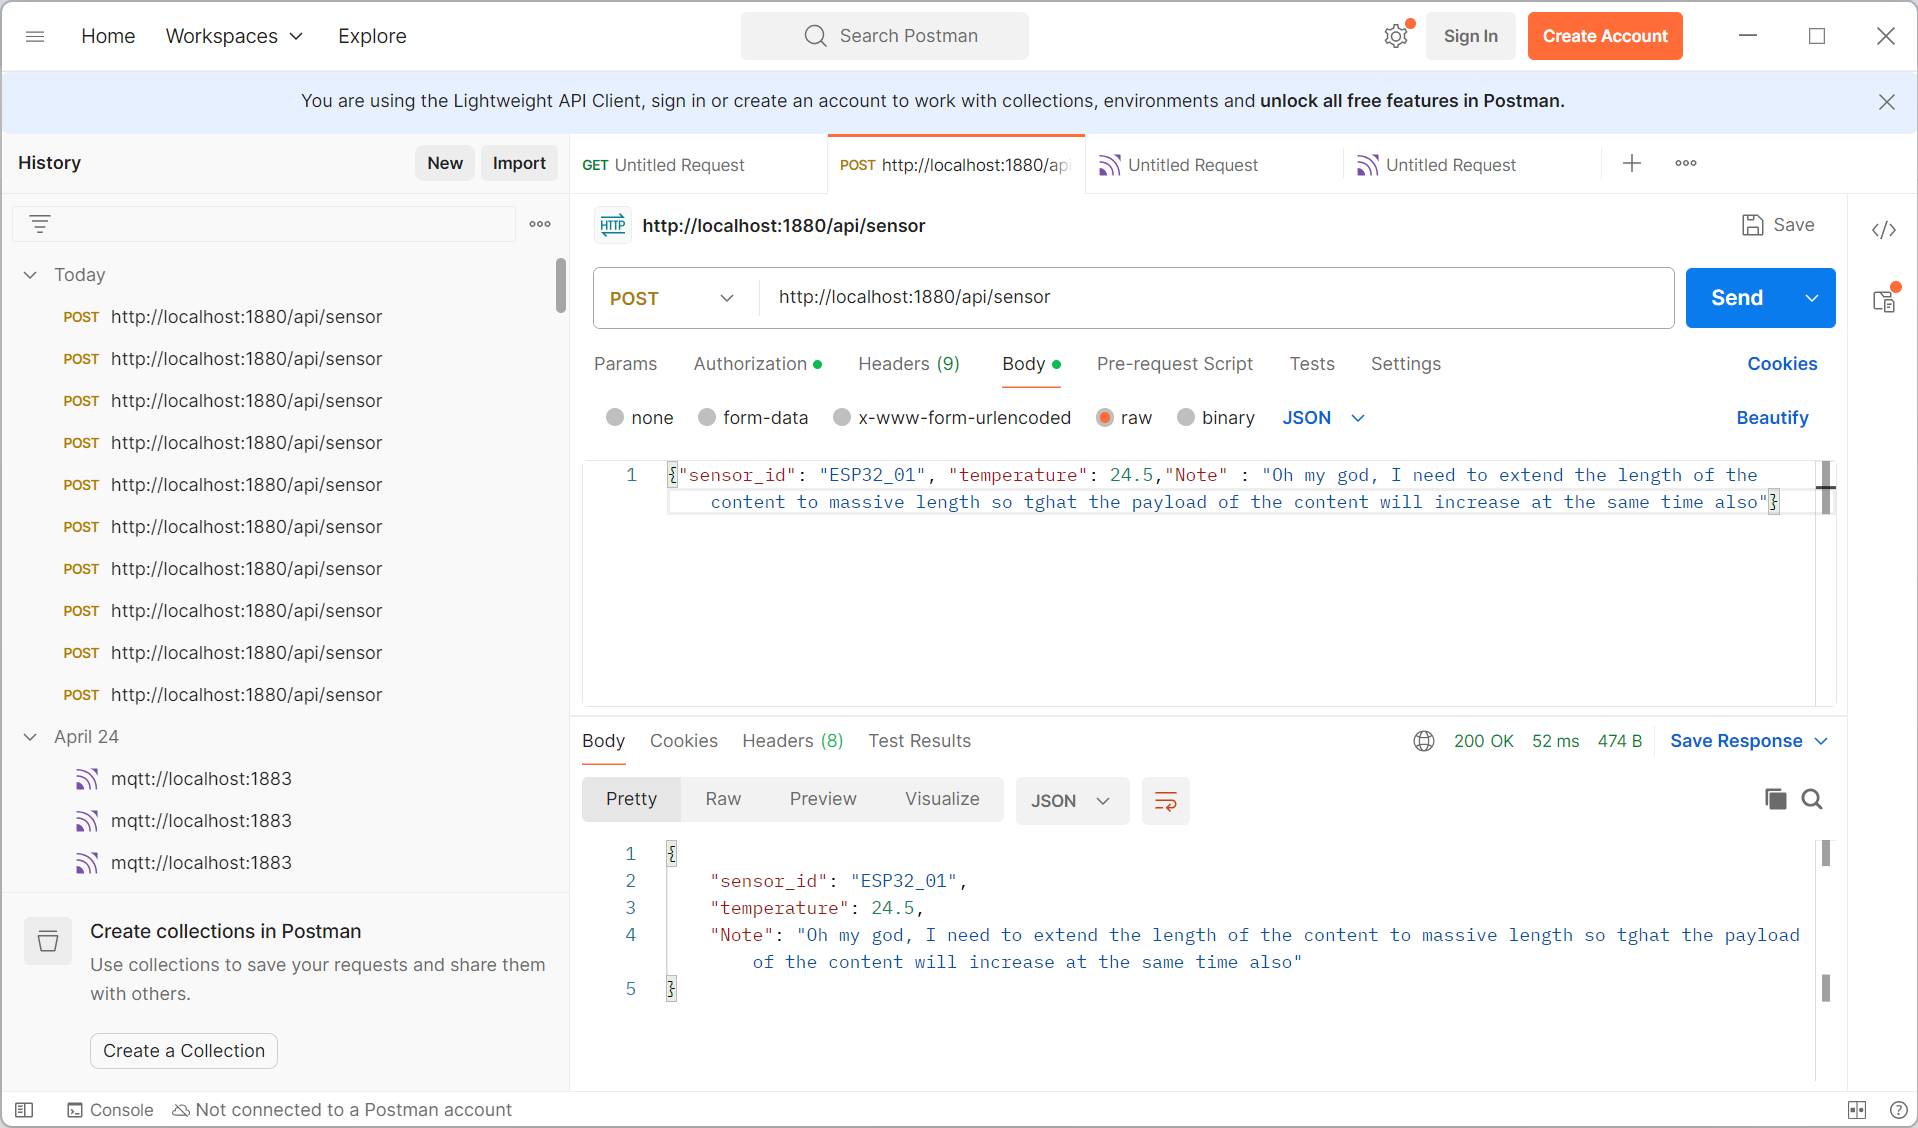 Home Workspaces Explore Search Postman Sign In Create Account
You are using the Lightweight API Client, sign in or create an account to work with collections, environments and unlock all free features in Postman.
History New Import
GET Untitled Request POST http://localhost:1880/api Untitled Request Untitled Request
HTTP http://localhost:1880/api/sensor Save
Today
POST http://localhost:1880/api/sensor
POST http://localhost:1880/api/sensor
POST http://localhost:1880/api/sensor
POST http://localhost:1880/api/sensor
POST http://localhost:1880/api/sensor
POST http://localhost:1880/api/sensor
POST http://localhost:1880/api/sensor
POST http://localhost:1880/api/sensor
POST http://localhost:1880/api/sensor
POST http://localhost:1880/api/sensor
April 24
mqtt://localhost:1883
mqtt://localhost:1883
mqtt://localhost:1883
Create collections in Postman
Use collections to save your requests and share them
with others.
Create a Collection
POST http://localhost:1880/api/sensor Send
Params Authorization Headers (9) Body Pre-request Script Tests Settings Cookies
none form-data x-www-form-urlencoded raw binary JSON Beautify
1 {"sensor_id": "ESP32_01", "temperature": 24.5,"Note" : "Oh my god, I need to extend the length of the
content to massive length so tghat the payload of the content will increase at the same time also"}
Body Cookies Headers (8) Test Results 200 OK 52 ms 474 B Save Response
Pretty Raw Preview Visualize JSON
1 {
2 "sensor_id": "ESP32_01",
3 "temperature": 24.5,
4 "Note": "Oh my god, I need to extend the length of the content to massive length so tghat the payload
of the content will increase at the same time also"
5 }
Console Not connected to a Postman account